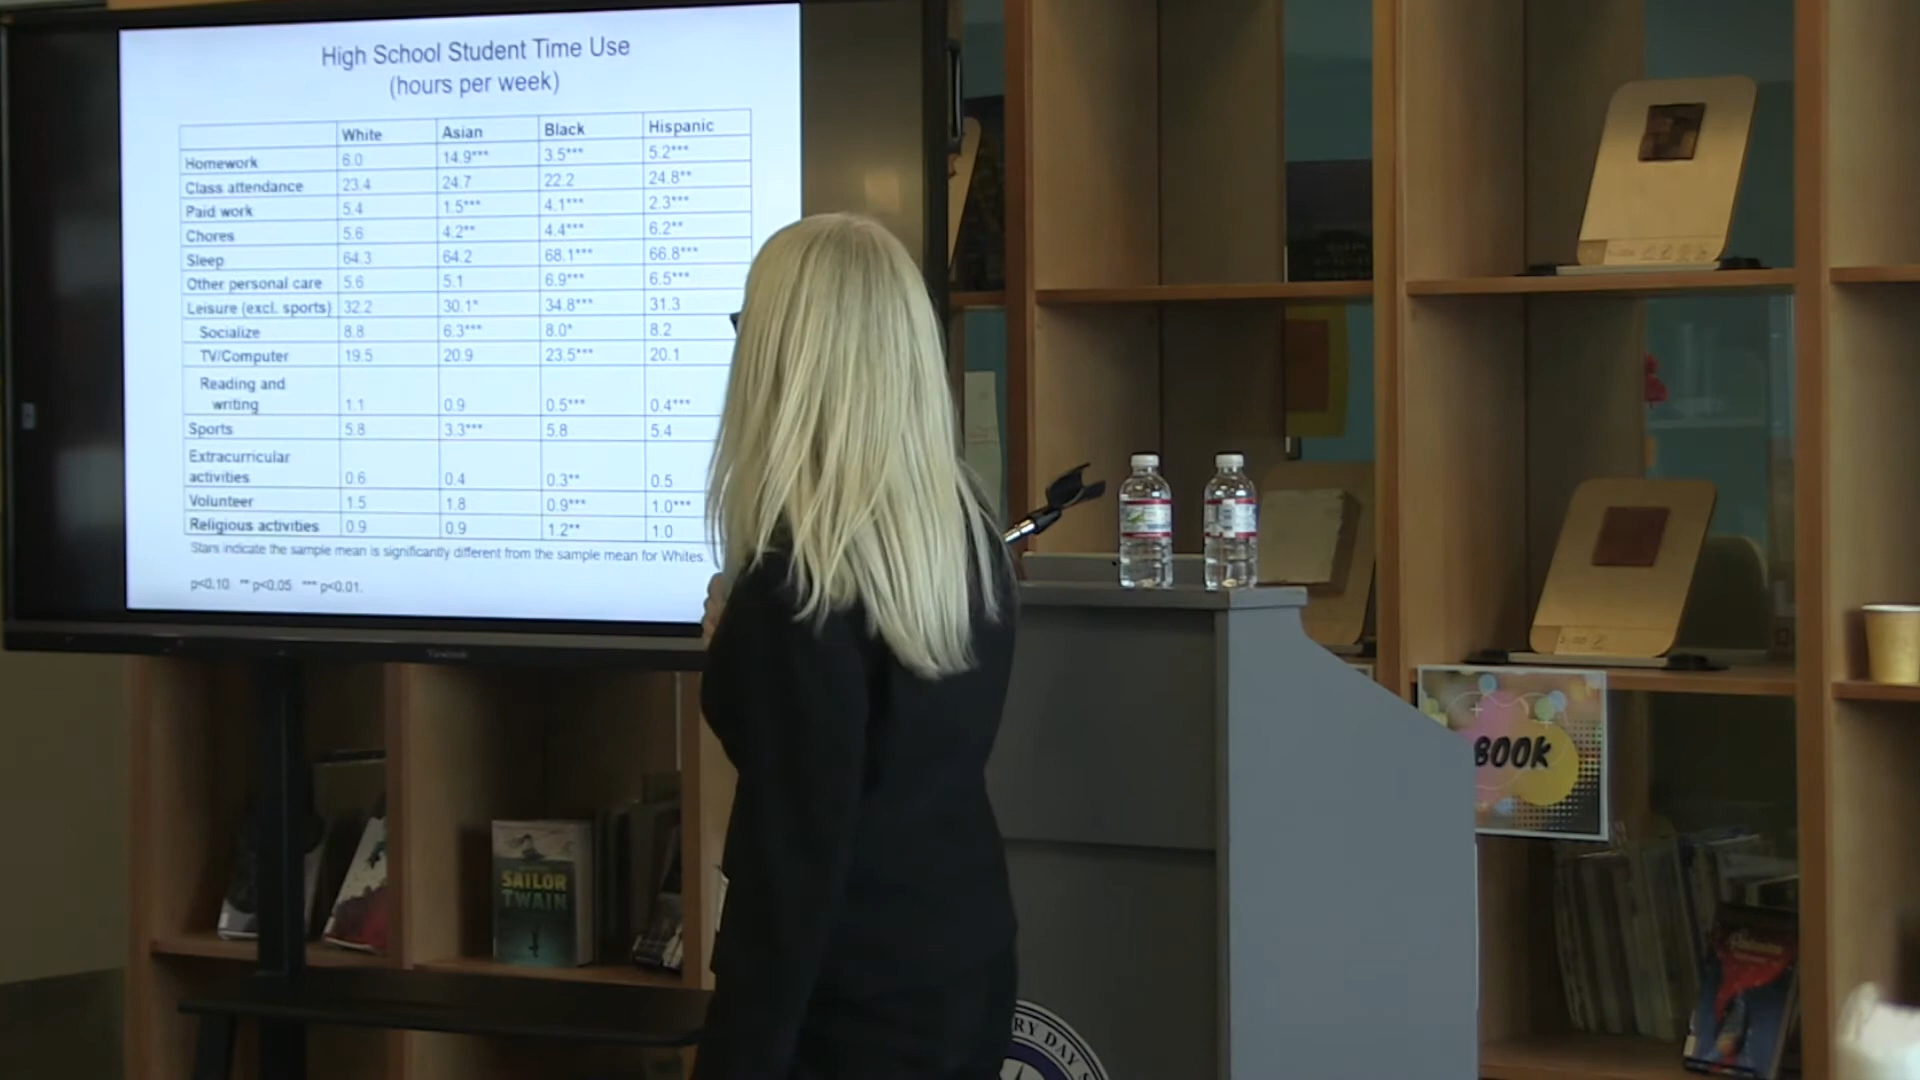 High School Student Time Use
(hours per week)
White Asian Black Hispanic
Homework 6.0 14.9*** 3.5*** 5.2***
Class attendance 23.4 24.7 22.2 24.8**
Paid work 5.4 1.5*** 4.1*** 2.3***
Chores 5.6 4.2** 4.4*** 6.2**
Sleep 64.3 64.2 68.1*** 66.8***
Other personal care 5.6 5.1 6.9*** 6.5***
Leisure (excl. sports) 32.2 30.1* 34.8*** 31.3
Socialize 8.8 6.3*** 8.0* 8.2
TV/Computer 19.5 20.9 23.5*** 20.1
Reading and
writing 1.1 0.9 0.5*** 0.4***
Sports 5.8 3.3*** 5.8 5.4
Extracurricular
activities 0.6 0.4 0.3** 0.5
Volunteer 1.5 1.8 0.9*** 1.0***
Religious activities 0.9 0.9 1.2** 1.0
Stars indicate the sample mean is significantly different from the sample mean for Whites.
p<0.10 ** p<0.05 *** p<0.01.
ViewSonic
SAILOR
TWAIN
BOOK
RY DAY S